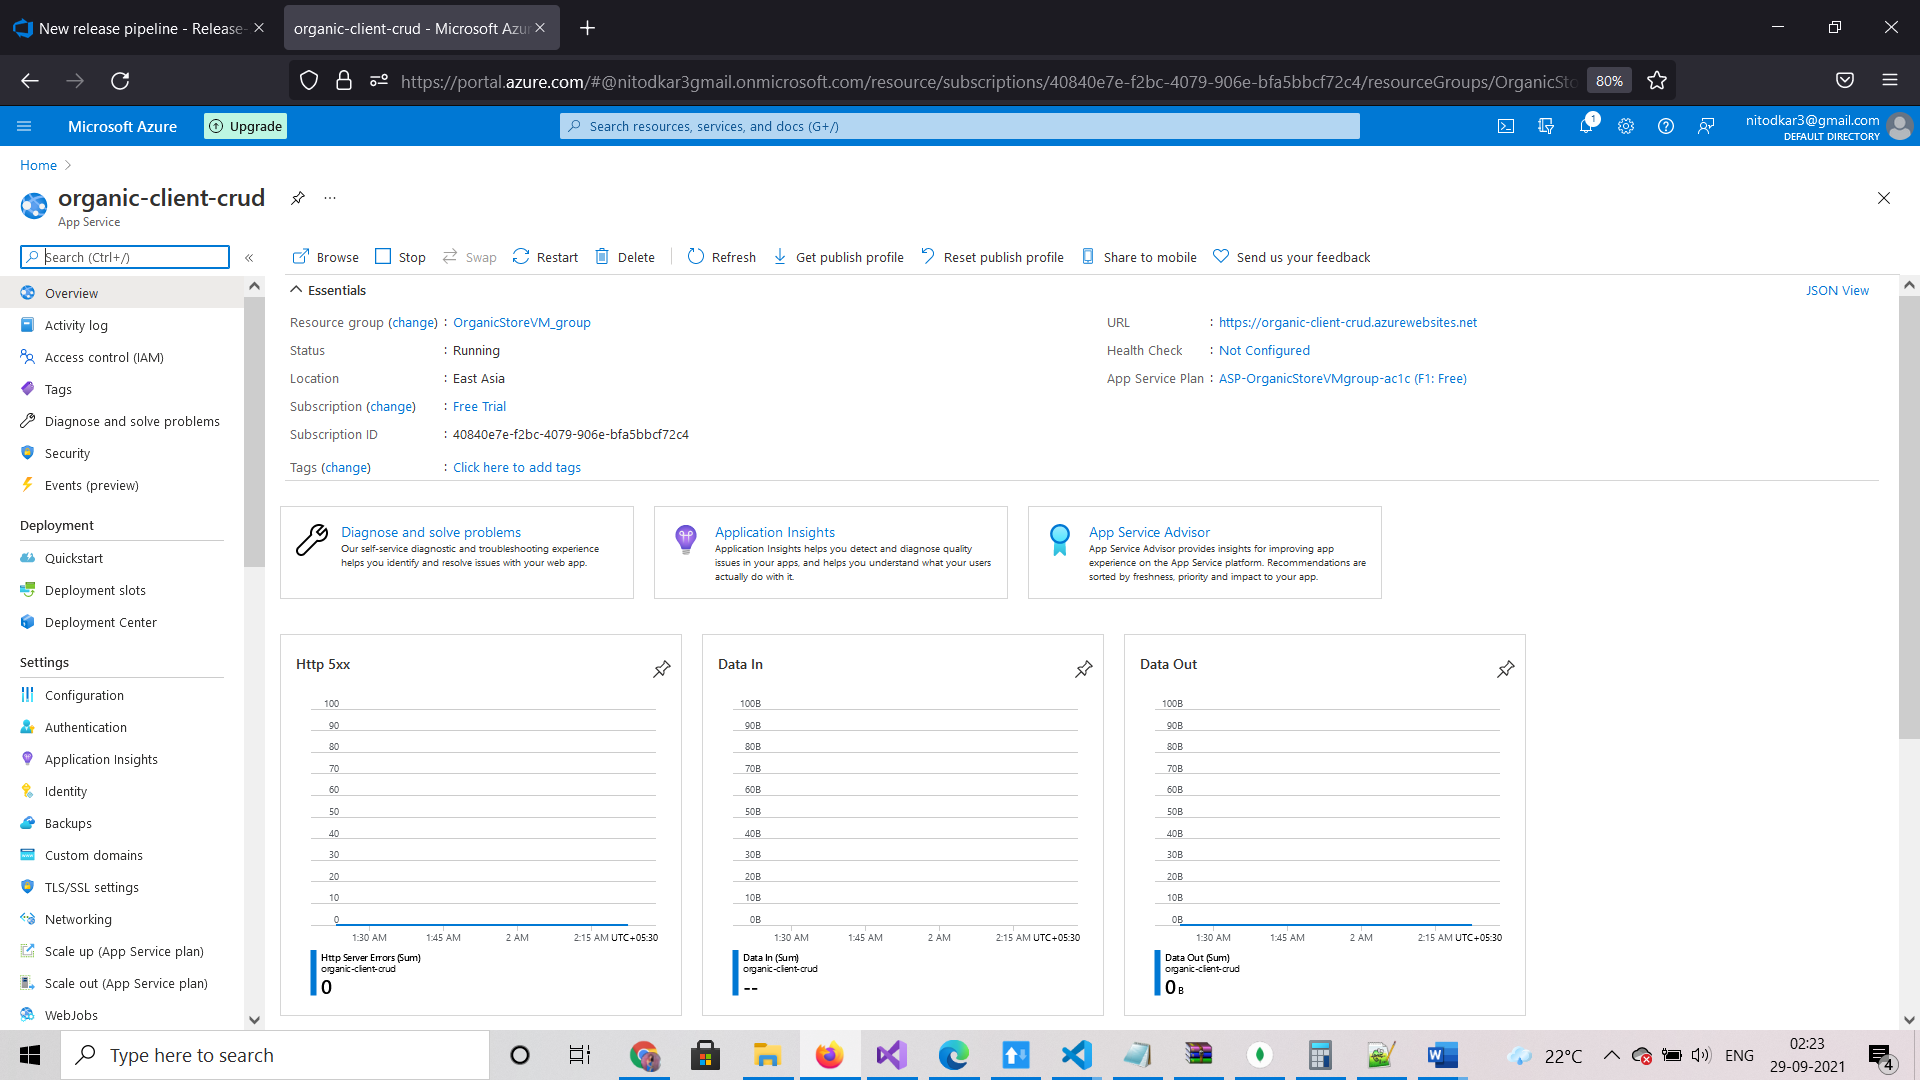 New release pipeline - Release-
organic-client-crud - Microsoft Azu
https://portal.azure.com/#@nitodkar3gmail.onmicrosoft.com/resource/subscriptions/40840e7e-f2bc-4079-906e-bfa5bbcf72c4/resourceGroups/OrganicSto
80%
Microsoft Azure
Upgrade
Search resources, services, and docs (G+/)
1
nitodkar3@gmail.com
DEFAULT DIRECTORY
Home
organic-client-crud
...
App Service
Search (Ctrl+/)
«
Browse
Stop
Swap
Restart
Delete
Refresh
Get publish profile
Reset publish profile
Share to mobile
Send us your feedback
Overview
Activity log
Access control (IAM)
Tags
Diagnose and solve problems
Security
Events (preview)
Deployment
Quickstart
Deployment slots
Deployment Center
Settings
Configuration
Authentication
Application Insights
Identity
Backups
Custom domains
TLS/SSL settings
Networking
Scale up (App Service plan)
Scale out (App Service plan)
WebJobs
Essentials
JSON View
Resource group (change) : OrganicStoreVM_group
Status : Running
Location : East Asia
Subscription (change) : Free Trial
Subscription ID : 40840e7e-f2bc-4079-906e-bfa5bbcf72c4
Tags (change) : Click here to add tags
URL : https://organic-client-crud.azurewebsites.net
Health Check : Not Configured
App Service Plan : ASP-OrganicStoreVMgroup-ac1c (F1: Free)
Diagnose and solve problems
Our self-service diagnostic and troubleshooting experience
helps you identify and resolve issues with your web app.
Application Insights
Application Insights helps you detect and diagnose quality
issues in your apps, and helps you understand what your users
actually do with it.
App Service Advisor
App Service Advisor provides insights for improving app
experience on the App Service platform. Recommendations are
sorted by freshness, priority and impact to your app.
Http 5xx
100
90
80
70
60
50
40
30
20
10
0
1:30 AM 1:45 AM 2 AM 2:15 AM UTC+05:30
Http Server Errors (Sum)
organic-client-crud
0
Data In
100B
90B
80B
70B
60B
50B
40B
30B
20B
10B
0B
1:30 AM 1:45 AM 2 AM 2:15 AM UTC+05:30
Data In (Sum)
organic-client-crud
--
Data Out
100B
90B
80B
70B
60B
50B
40B
30B
20B
10B
0B
1:30 AM 1:45 AM 2 AM 2:15 AM UTC+05:30
Data Out (Sum)
organic-client-crud
0 B
Type here to search
22°C
ENG
02:23
29-09-2021
4